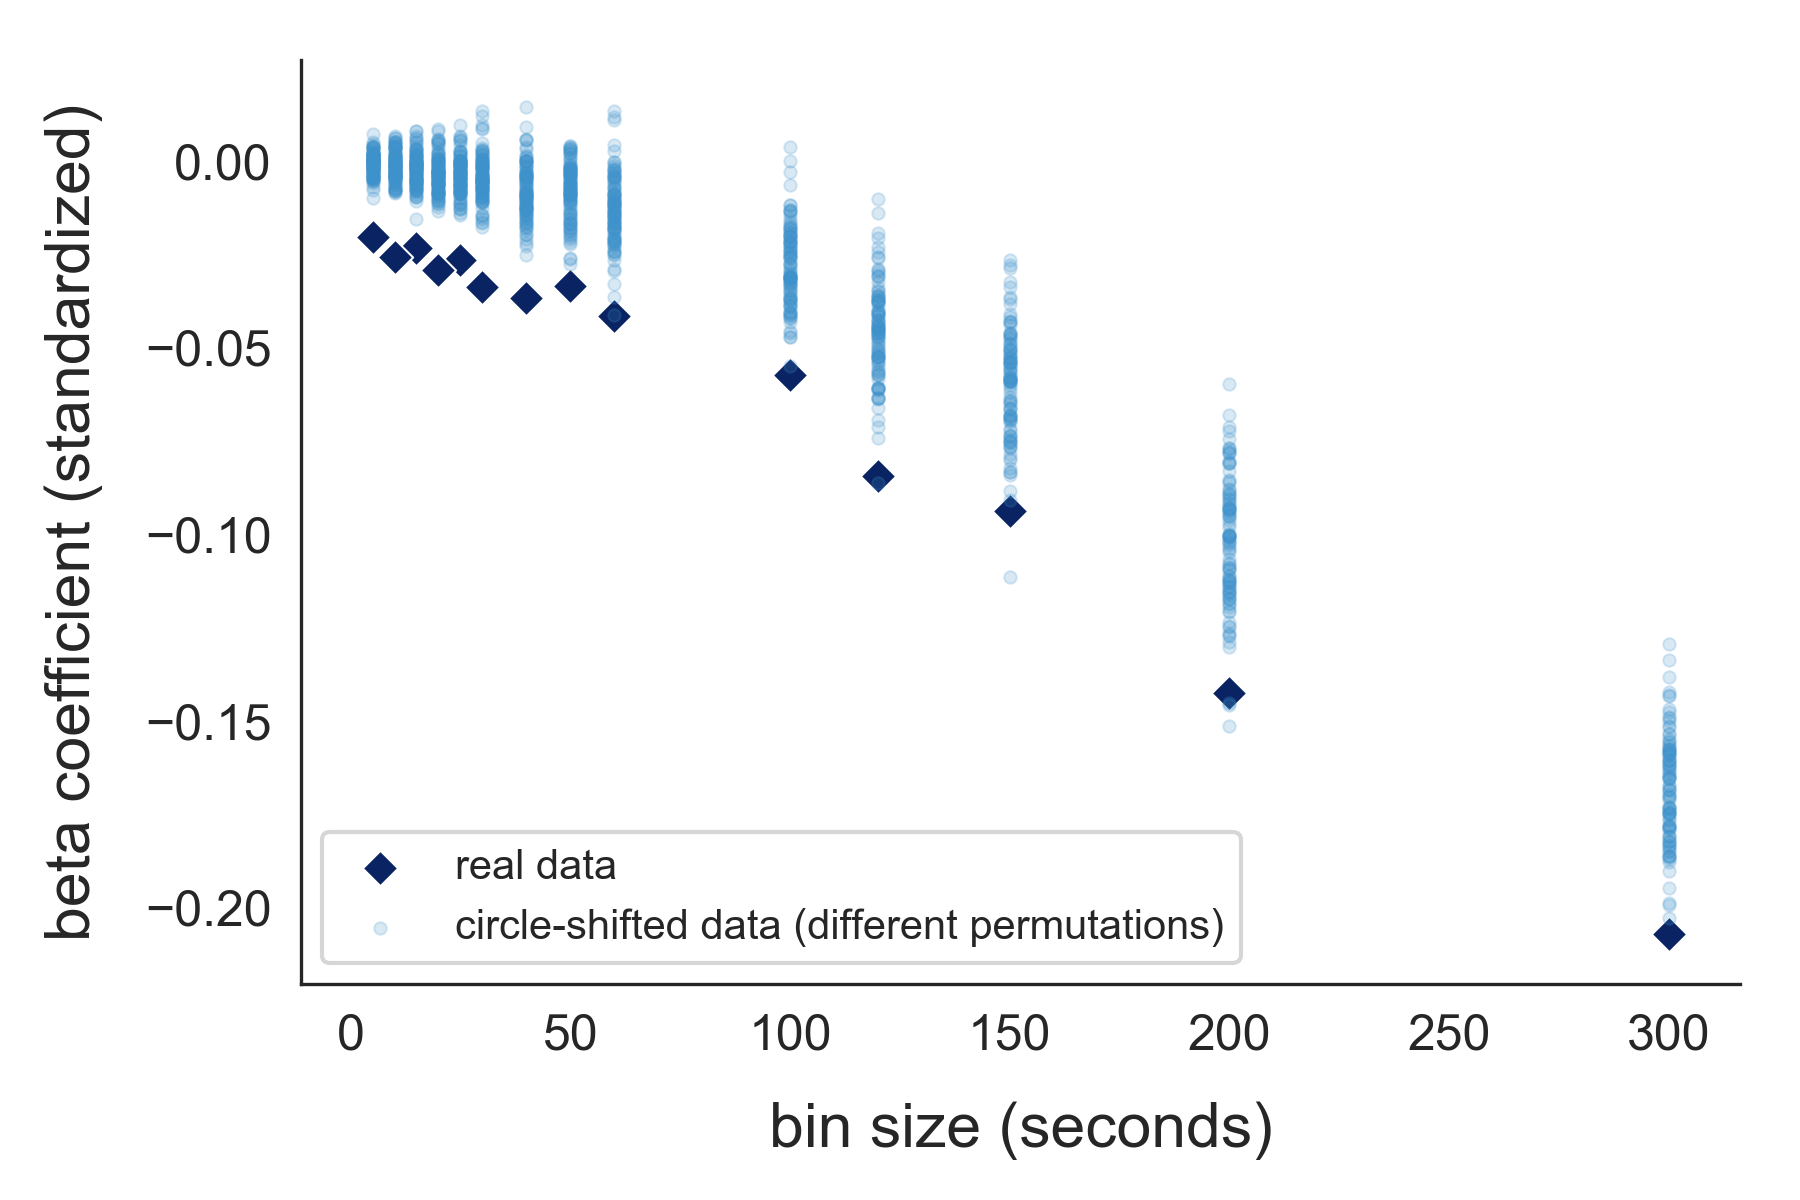 beta coefficient (standardized)
0.00
−0.05
−0.10
−0.15
−0.20
real data
circle-shifted data (different permutations)
0 50 100 150 200 250 300
bin size (seconds)